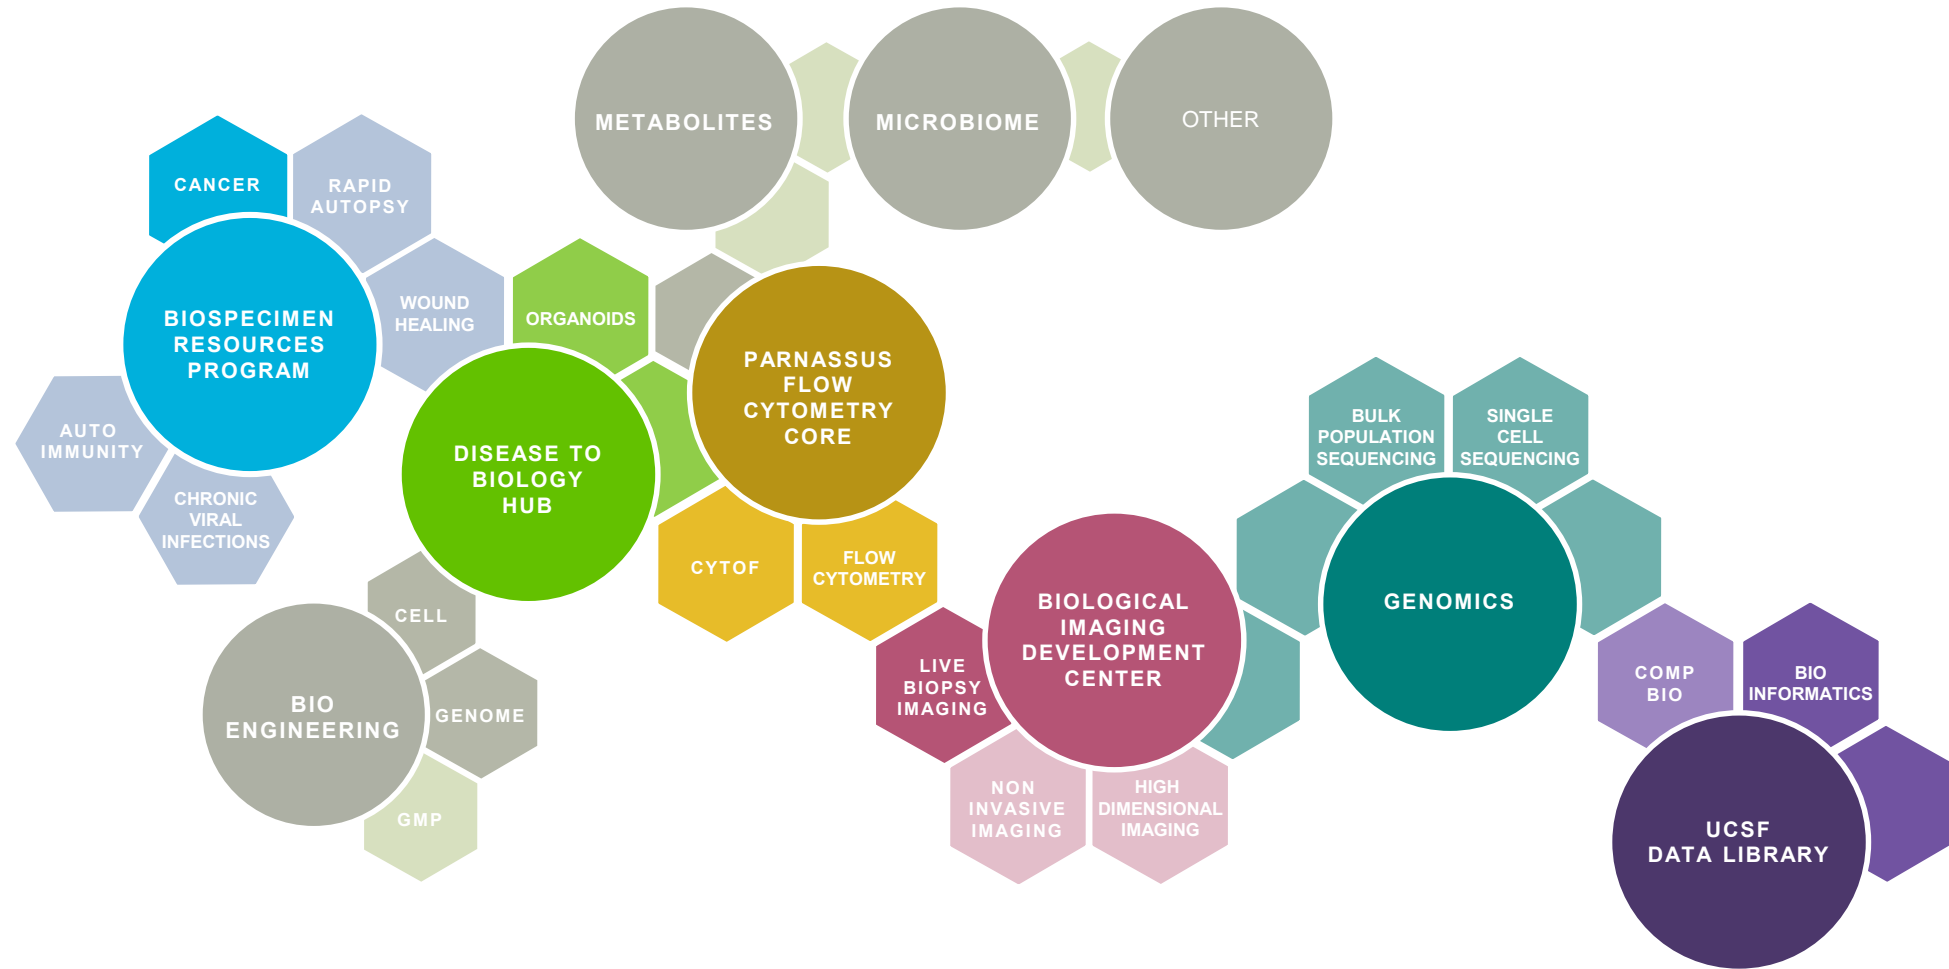 METABOLITES
MICROBIOME
OTHER
CANCER
RAPID
AUTOPSY
BIOSPECIMEN
RESOURCES
PROGRAM
WOUND
HEALING
AUTO
IMMUNITY
CHRONIC
VIRAL
INFECTIONS
ORGANOIDS
DISEASE TO
BIOLOGY
HUB
PARNASSUS
FLOW
CYTOMETRY
CORE
CYTOF
FLOW
CYTOMETRY
CELL
BIO
ENGINEERING
GENOME
GMP
LIVE
BIOPSY
IMAGING
BIOLOGICAL
IMAGING
DEVELOPMENT
CENTER
NON
INVASIVE
IMAGING
HIGH
DIMENSIONAL
IMAGING
BULK
POPULATION
SEQUENCING
SINGLE
CELL
SEQUENCING
GENOMICS
COMP
BIO
BIO
INFORMATICS
UCSF
DATA LIBRARY